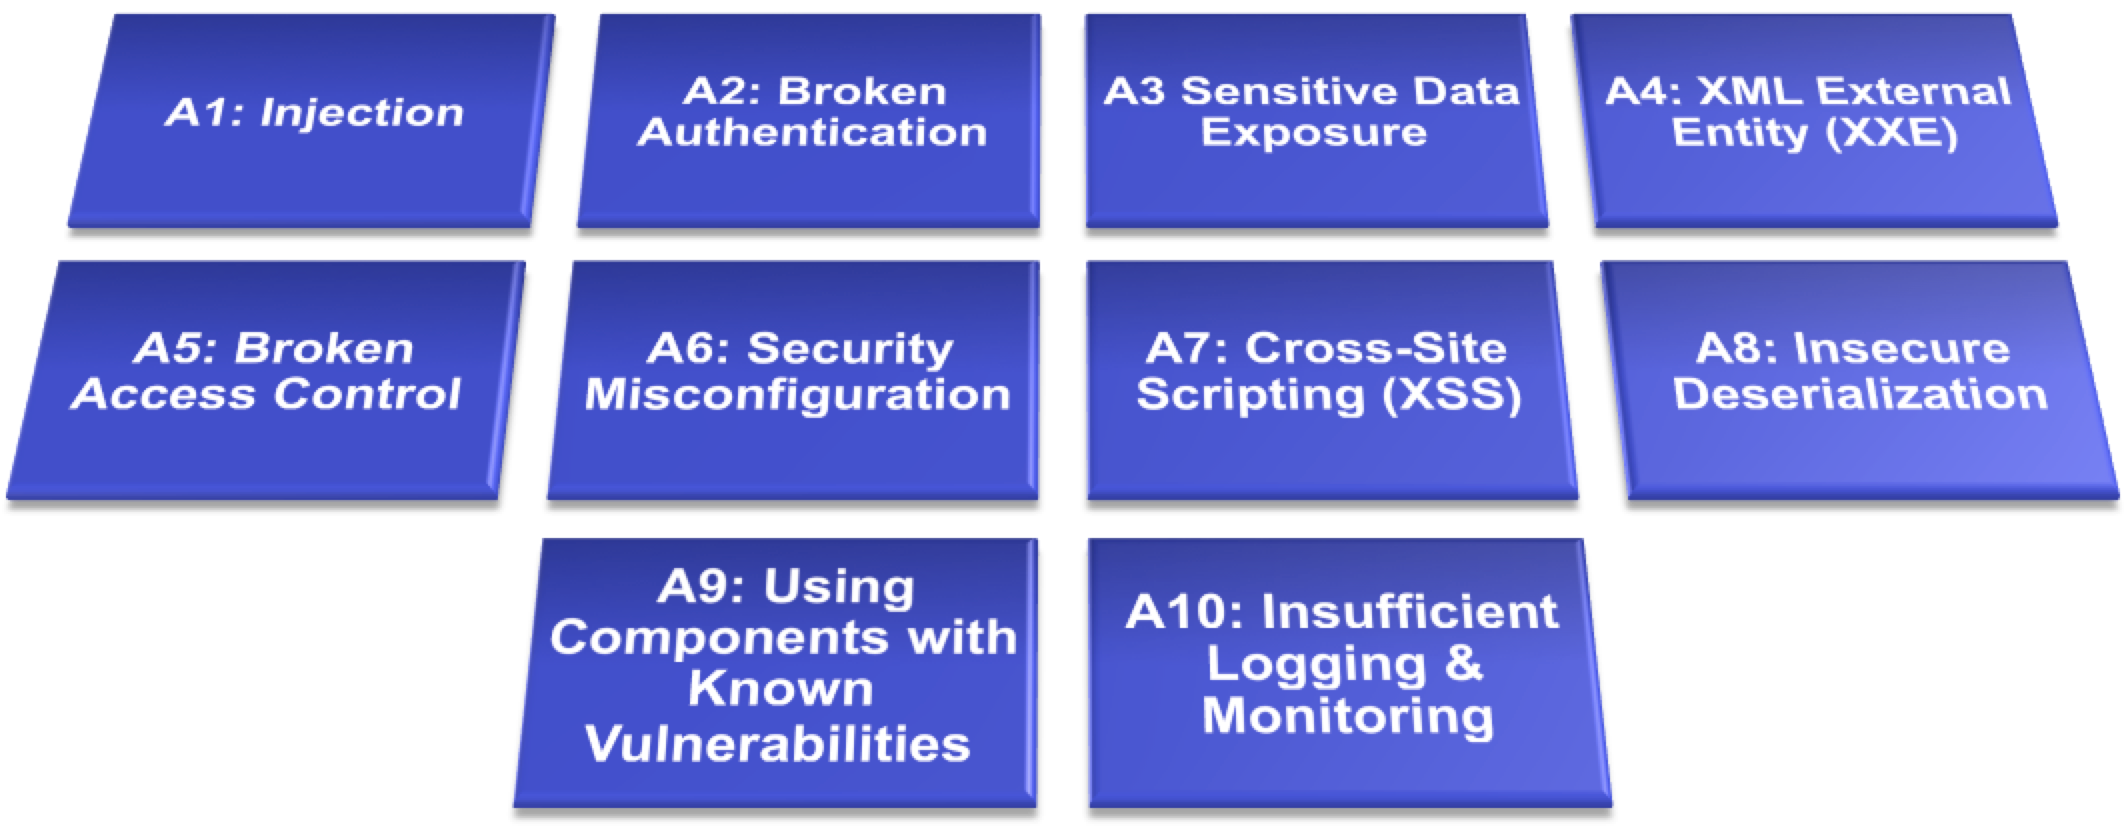 A1: Injection
A2: Broken
Authentication
A3 Sensitive Data
Exposure
A4: XML External
Entity (XXE)
A5: Broken
Access Control
A6: Security
Misconfiguration
A7: Cross-Site
Scripting (XSS)
A8: Insecure
Deserialization
A9: Using
Components with
Known
Vulnerabilities
A10: Insufficient
Logging &
Monitoring